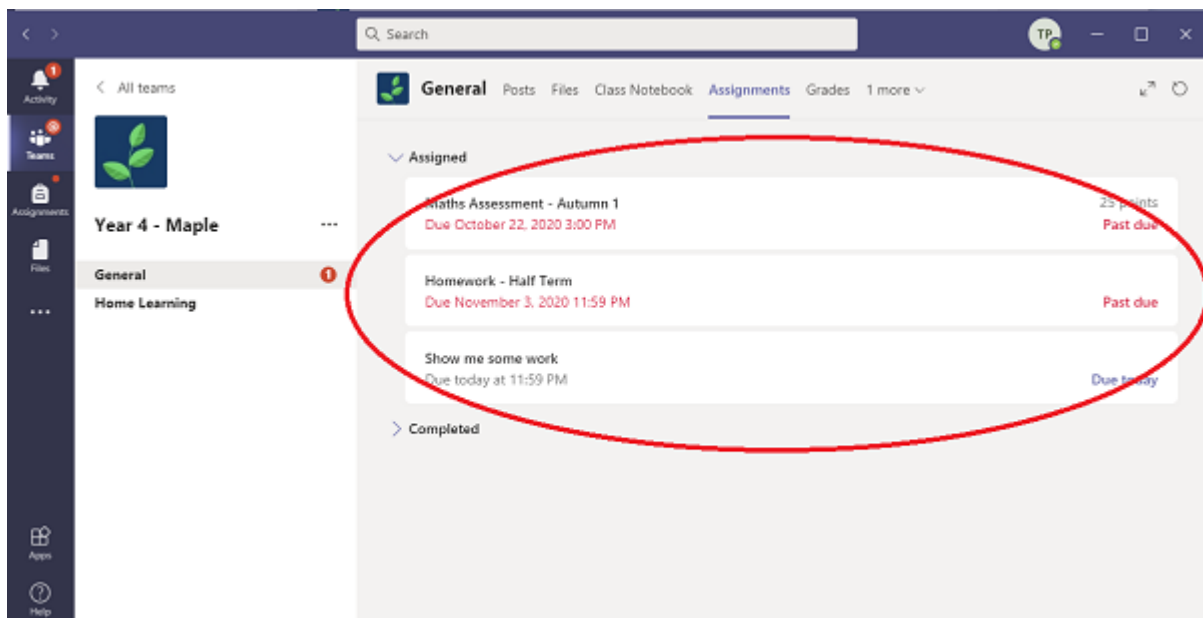 Search
TP
Activity
1
Teams
Assignments
Files
Apps
Help
All teams
Year 4 - Maple
General
1
Home Learning
General Posts Files Class Notebook Assignments Grades 1 more
Assigned
Maths Assessment - Autumn 1
25 points
Due October 22, 2020 3:00 PM
Past due
Homework - Half Term
Due November 3, 2020 11:59 PM
Past due
Show me some work
Due today at 11:59 PM
Due today
Completed